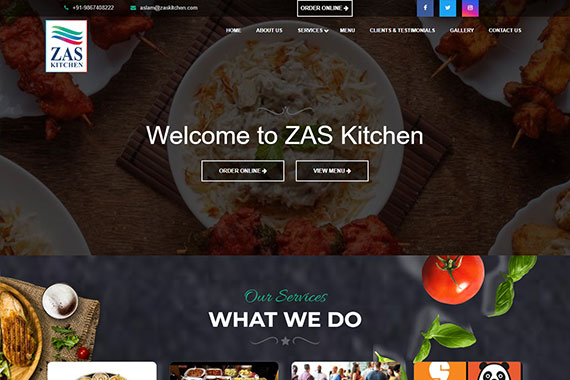 +91-9867408222 aslam@zaskitchen.com ORDER ONLINE
ZAS
KITCHEN
HOME ABOUT US SERVICES MENU CLIENTS & TESTIMONIALS GALLERY CONTACT US
Welcome to ZAS Kitchen
ORDER ONLINE VIEW MENU
Our Services
WHAT WE DO